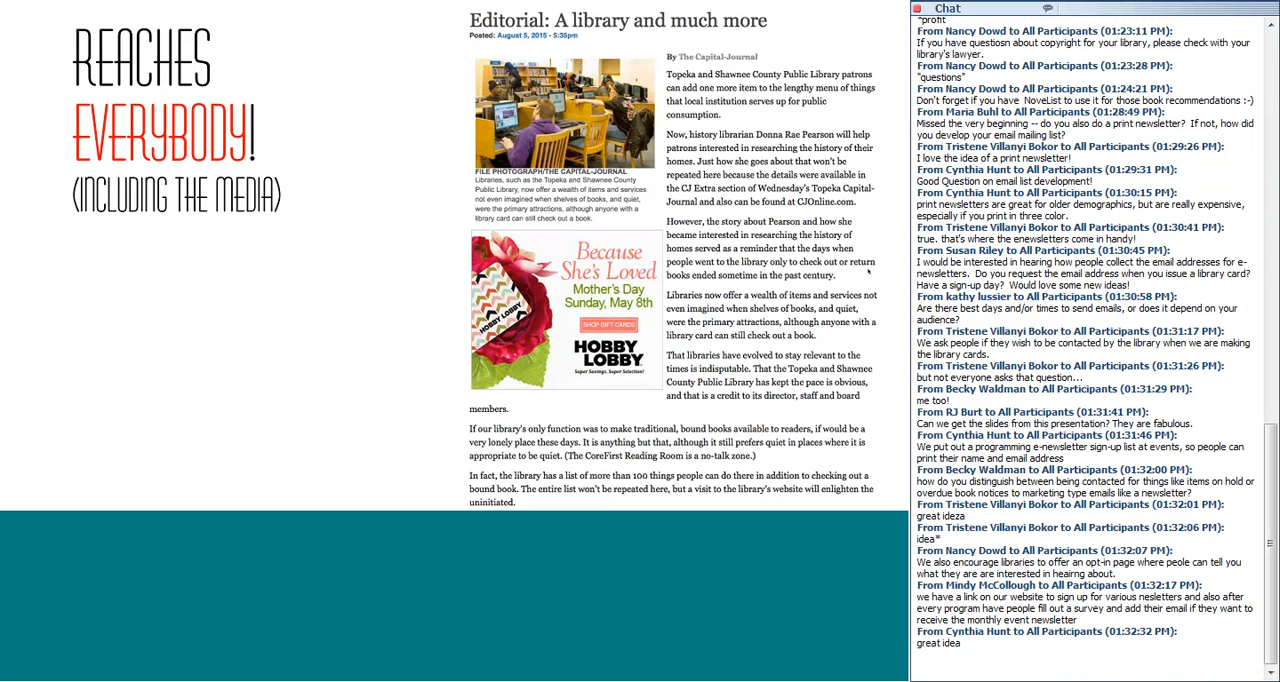 REACHES
EVERYBODY!
(INCLUDING THE MEDIA)
Editorial: A library and much more
Posted: August 5, 2015 - 5:35pm
FILE PHOTOGRAPH/THE CAPITAL-JOURNAL
Libraries, such as the Topeka and Shawnee County
Public Library, now offer a wealth of items and services
not even imagined when shelves of books, and quiet,
were the primary attractions, although anyone with a
library card can still check out a book.
Because
She's Loved
Mother's Day
Sunday, May 8th
SHOP GIFT CARDS
HOBBY LOBBY
HOBBY
LOBBY
Super Savings, Super Selection!
By The Capital-Journal
Topeka and Shawnee County Public Library patrons
can add one more item to the lengthy menu of things
that local institution serves up for public
consumption.
Now, history librarian Donna Rae Pearson will help
patrons interested in researching the history of their
homes. Just how she goes about that won't be
repeated here because the details were available in
the CJ Extra section of Wednesday's Topeka Capital-
Journal and also can be found at CJOnline.com.
However, the story about Pearson and how she
became interested in researching the history of
homes served as a reminder that the days when
people went to the library only to check out or return
books ended sometime in the past century.
Libraries now offer a wealth of items and services not
even imagined when shelves of books, and quiet,
were the primary attractions, although anyone with a
library card can still check out a book.
That libraries have evolved to stay relevant to the
times is indisputable. That the Topeka and Shawnee
County Public Library has kept the pace is obvious,
and that is a credit to its director, staff and board
members.
If our library's only function was to make traditional, bound books available to readers, if would be a
very lonely place these days. It is anything but that, although it still prefers quiet in places where it is
appropriate to be quiet. (The CoreFirst Reading Room is a no-talk zone.)
In fact, the library has a list of more than 100 things people can do there in addition to checking out a
bound book. The entire list won't be repeated here, but a visit to the library's website will enlighten the
uninitiated.
Chat
*profit
From Nancy Dowd to All Participants (01:23:11 PM):
If you have questiosn about copyright for your library, please check with your
library's lawyer.
From Nancy Dowd to All Participants (01:23:28 PM):
"questions"
From Nancy Dowd to All Participants (01:24:21 PM):
Don't forget if you have NoveList to use it for those book recommendations :-)
From Maria Buhl to All Participants (01:28:49 PM):
Missed the very beginning -- do you also do a print newsletter? If not, how did
you develop your email mailing list?
From Tristene Villanyi Bokor to All Participants (01:29:26 PM):
I love the idea of a print newsletter!
From Cynthia Hunt to All Participants (01:29:31 PM):
Good Question on email list development!
From Cynthia Hunt to All Participants (01:30:15 PM):
print newsletters are great for older demographics, but are really expensive,
especially if you print in three color.
From Tristene Villanyi Bokor to All Participants (01:30:41 PM):
true. that's where the enewsletters come in handy!
From Susan Riley to All Participants (01:30:45 PM):
I would be interested in hearing how people collect the email addresses for e-
newsletters. Do you request the email address when you issue a library card?
Have a sign-up day? Would love some new ideas!
From kathy lussier to All Participants (01:30:58 PM):
Are there best days and/or times to send emails, or does it depend on your
audience?
From Tristene Villanyi Bokor to All Participants (01:31:17 PM):
We ask people if they wish to be contacted by the library when we are making
the library cards.
From Tristene Villanyi Bokor to All Participants (01:31:26 PM):
but not everyone asks that question...
From Becky Waldman to All Participants (01:31:29 PM):
me too!
From RJ Burt to All Participants (01:31:41 PM):
Can we get the slides from this presentation? They are fabulous.
From Cynthia Hunt to All Participants (01:31:46 PM):
We put out a programming e-newsletter sign-up list at events, so people can
print their name and email address
From Becky Waldman to All Participants (01:32:00 PM):
how do you distinguish between being contacted for things like items on hold or
overdue book notices to marketing type emails like a newsletter?
From Tristene Villanyi Bokor to All Participants (01:32:01 PM):
great ideza
From Tristene Villanyi Bokor to All Participants (01:32:06 PM):
idea*
From Nancy Dowd to All Participants (01:32:07 PM):
We also encourage libraries to offer an opt-in page where peole can tell you
what they are are interested in heairng about.
From Mindy McCollough to All Participants (01:32:17 PM):
we have a link on our website to sign up for various nesletters and also after
every program have people fill out a survey and add their email if they want to
receive the monthly event newsletter
From Cynthia Hunt to All Participants (01:32:32 PM):
great idea